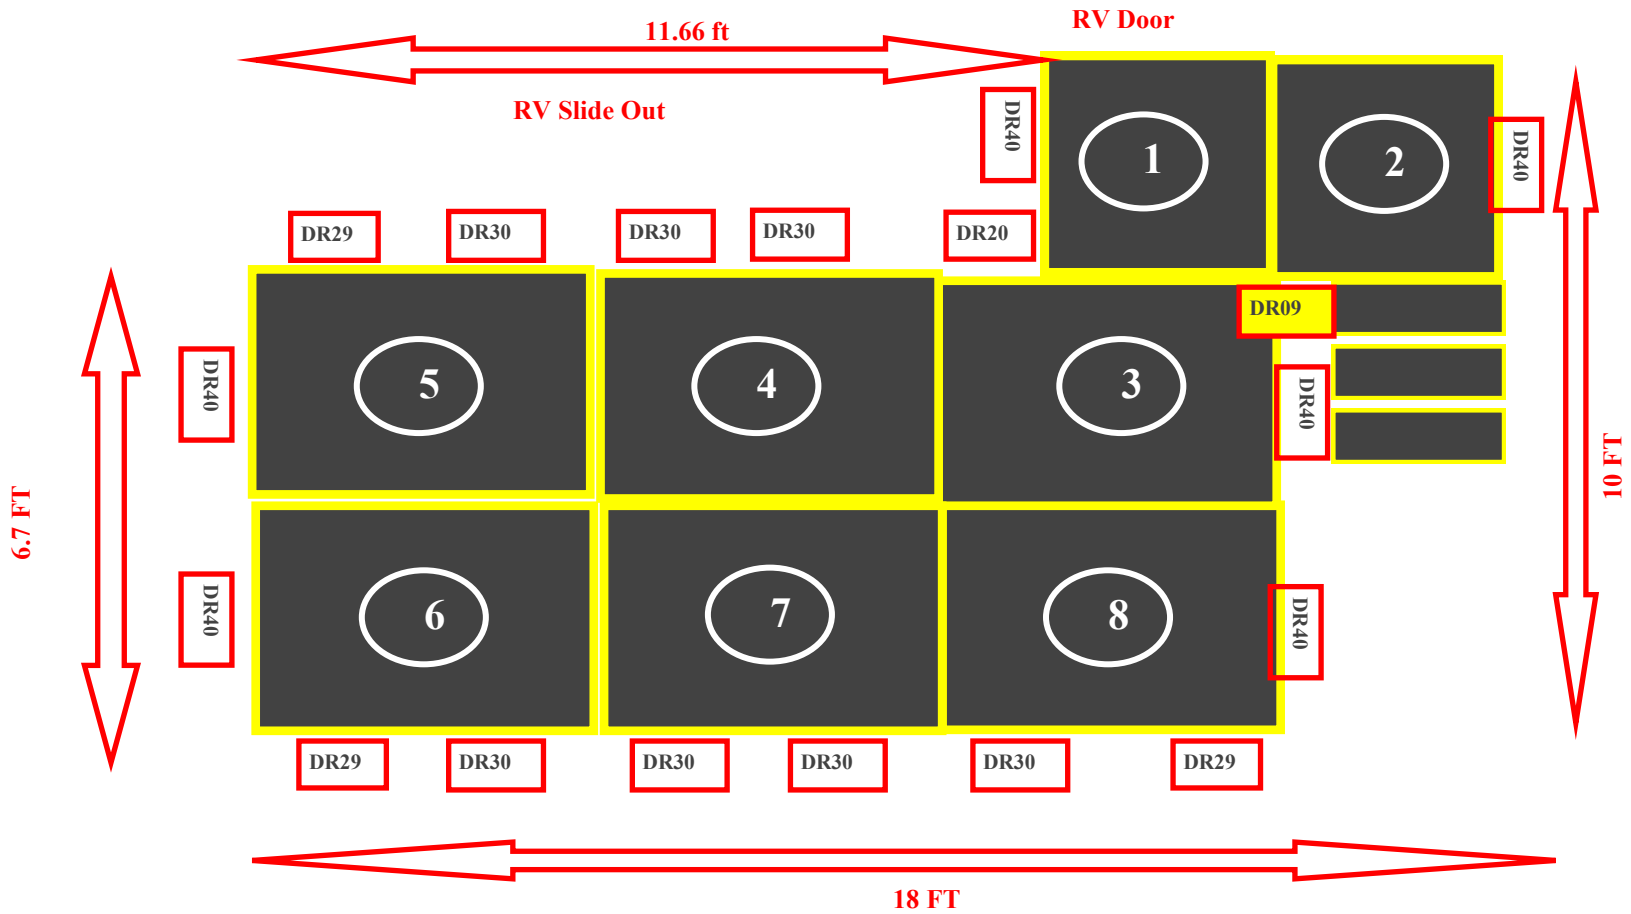 RV Door
11.66 ft
RV Slide Out
DR40
1
2
DR40
DR29
DR30
DR30
DR30
DR20
DR09
5
4
3
DR40
DR40
6.7 FT
10 FT
6
7
8
DR40
DR40
DR29
DR30
DR30
DR30
DR30
DR29
18 FT